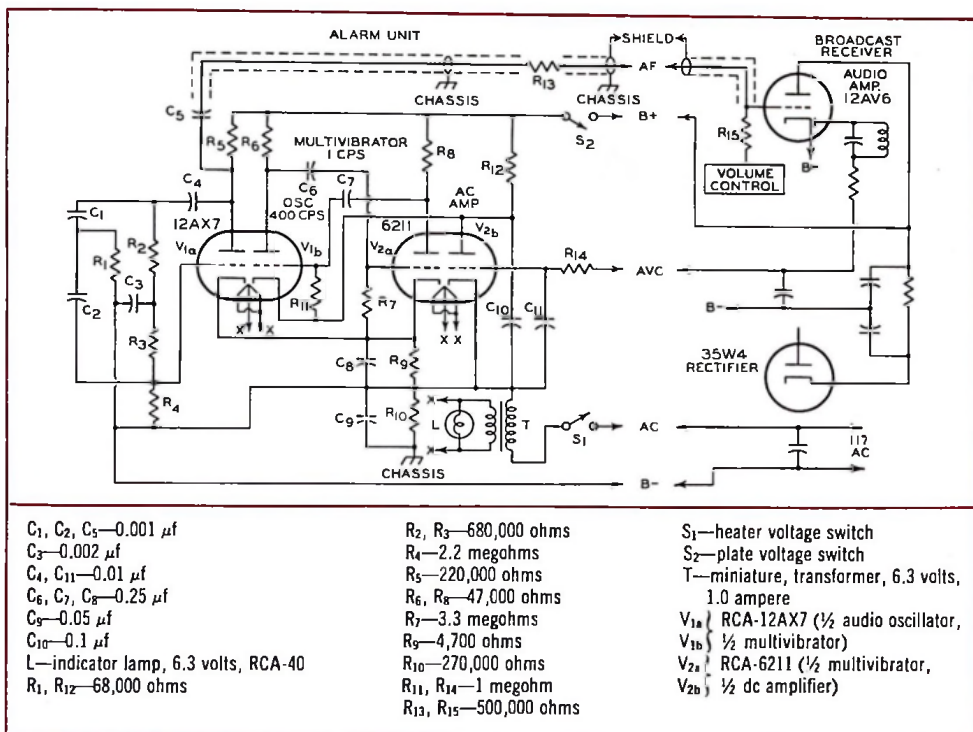 ALARM UNIT
SHIELD
BROADCAST
RECEIVER
AUDIO
AMP.
12AV6
R13
AF
CHASSIS
CHASSIS
C5
R5
R6
R8
R12
S2
B+
R15
B-
VOLUME
CONTROL
MULTIVIBRATOR
1 CPS
C6
C7
OSC
400 CPS
AC
AMP
C4
12AX7
6211
C1
R2
V1a
V1b
V2a
V2b
R14
AVC
R1
C3
R11
R7
C10
C11
C2
B-
R3
X
X
X X
C8
R9
35W4
RECTIFIER
R4
C9
R10
X
L
T
S1
AC
117
AC
X
CHASSIS
B-
C1, C2, C5—0.001 µf
C3—0.002 µf
C4, C11—0.01 µf
C6, C7, C8—0.25 µf
C9—0.05 µf
C10—0.1 µf
L—indicator lamp, 6.3 volts, RCA-40
R1, R12—68,000 ohms
R2, R3—680,000 ohms
R4—2.2 megohms
R5—220,000 ohms
R6, R8—47,000 ohms
R7—3.3 megohms
R9—4,700 ohms
R10—270,000 ohms
R11, R14—1 megohm
R13, R15—500,000 ohms
S1—heater voltage switch
S2—plate voltage switch
T—miniature, transformer, 6.3 volts,
1.0 ampere
V1a } RCA-12AX7 (½ audio oscillator,
V1b } ½ multivibrator)
V2a } RCA-6211 (½ multivibrator,
V2b } ½ dc amplifier)